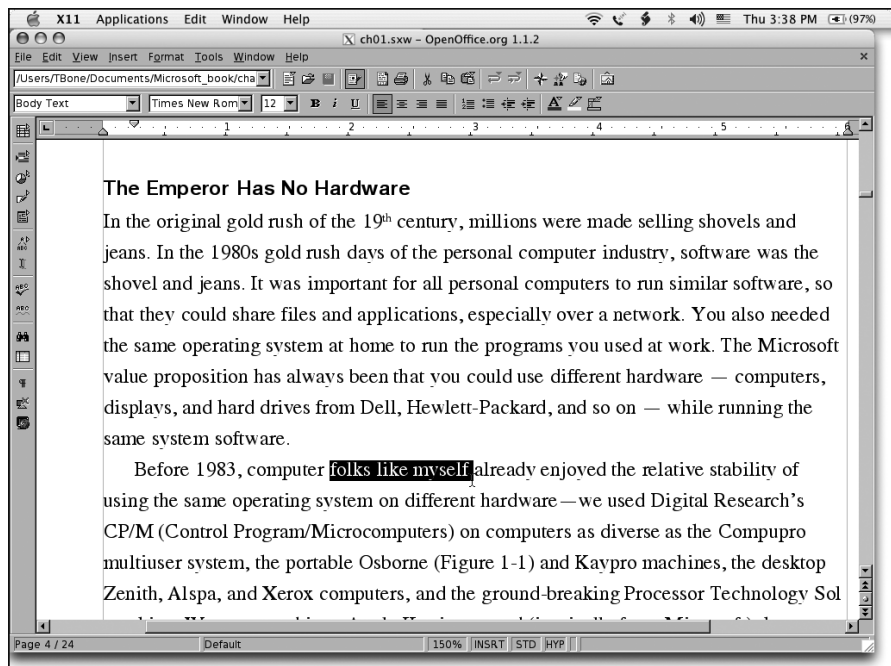 X11 Applications Edit Window Help Thu 3:38 PM (97%)
ch01.sxw – OpenOffice.org 1.1.2
File Edit View Insert Format Tools Window Help
/Users/TBone/Documents/Microsoft_book/cha
Body Text Times New Rom 12 B i U A
1 2 3 4 5 6
The Emperor Has No Hardware
In the original gold rush of the 19th century, millions were made selling shovels and
jeans. In the 1980s gold rush days of the personal computer industry, software was the
shovel and jeans. It was important for all personal computers to run similar software, so
that they could share files and applications, especially over a network. You also needed
the same operating system at home to run the programs you used at work. The Microsoft
value proposition has always been that you could use different hardware — computers,
displays, and hard drives from Dell, Hewlett-Packard, and so on — while running the
same system software.
Before 1983, computer folks like myself already enjoyed the relative stability of
using the same operating system on different hardware—we used Digital Research’s
CP/M (Control Program/Microcomputers) on computers as diverse as the Compupro
multiuser system, the portable Osborne (Figure 1-1) and Kaypro machines, the desktop
Zenith, Alspa, and Xerox computers, and the ground-breaking Processor Technology Sol
Page 4 / 24 Default 150% INSRT STD HYP